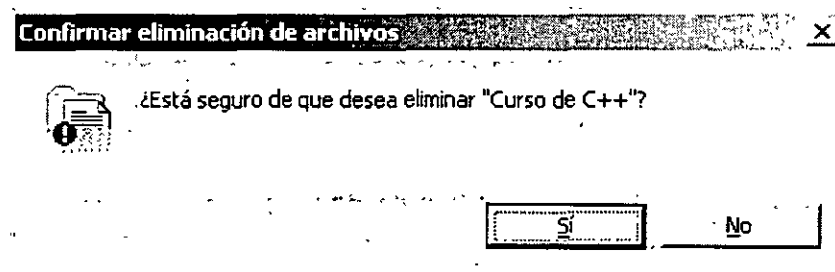 Confirmar eliminación de archivos
¿Está seguro de que desea eliminar "Curso de C++"?
Sí No